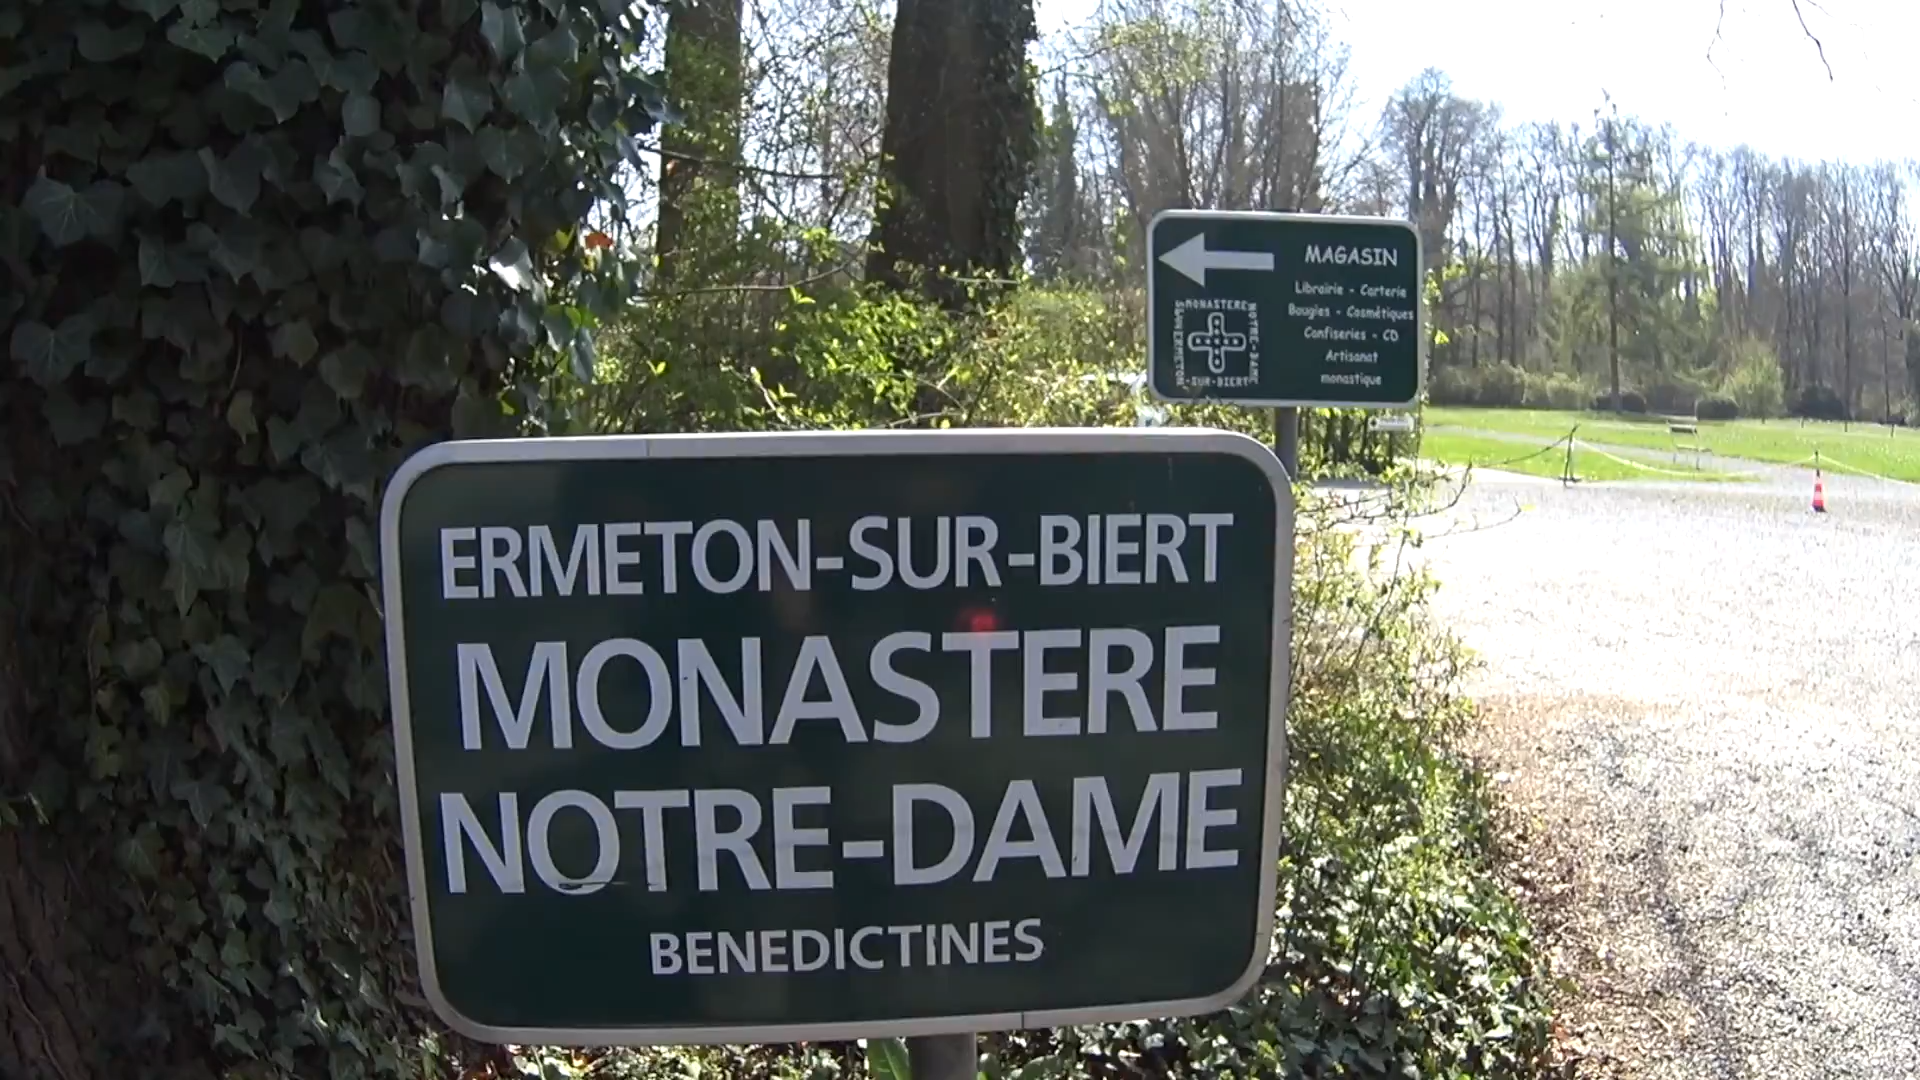 ERMETON-SUR-BIERT
MONASTERE
NOTRE-DAME
BENEDICTINES
MAGASIN
Librairie - Carterie
Bougies - Cosmétiques
Confiseries - CD
Artisanat
monastique
MONASTERE
NOTRE-DAME
ERMETON
-SUR-BIERT